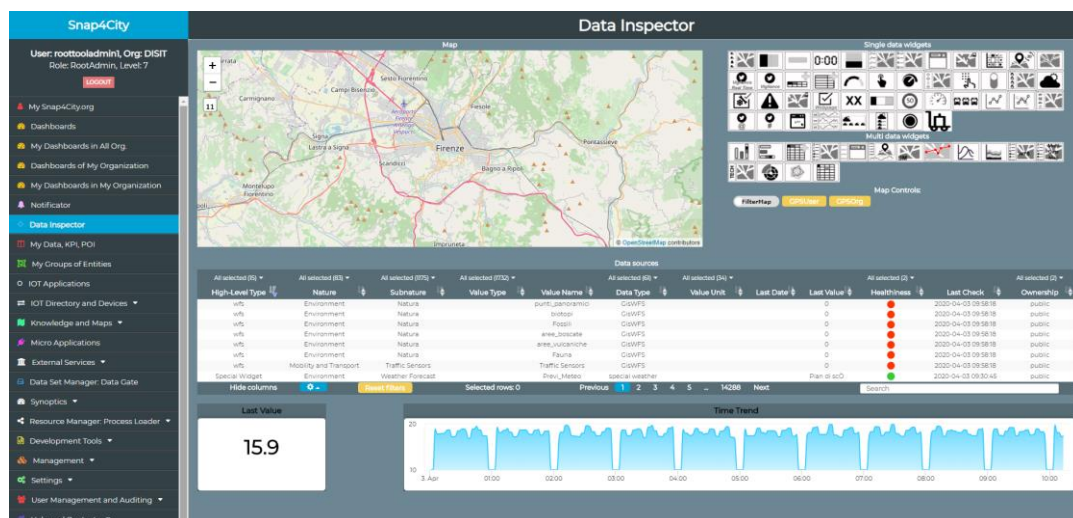 Snap4City
Data Inspector
User: roottooladmin1, Org: DISIT
Role: RootAdmin, Level: 7
LOGOUT
My Snap4City.org
Dashboards
My Dashboards in All Org.
Dashboards of My Organization
My Dashboards in My Organization
Notificator
Data Inspector
My Data, KPI, POI
My Groups of Entities
IOT Applications
IOT Directory and Devices
Knowledge and Maps
Micro Applications
External Services
Data Set Manager: Data Gate
Synoptics
Resource Manager: Process Loader
Development Tools
Management
Settings
User Management and Auditing
Map
+
11
Carmignano
Campi Bisenzio
Sesto Fiorentino
Fiesole
Signa
Lastra a Signa
Firenze
Pontassieve
Scandicci
Bagno a Ripoli
Montelupo
Fiorentino
Impruneta
© OpenStreetMap contributors
Single data widgets
0:00
XX
50
Multi data widgets
Map Controls:
FilterMap GPSUser GPSOrg
Data sources
All selected (15) All selected (83) All selected (1175) All selected (1732) All selected (61) All selected (34) All selected (2) All selected (2)
High-Level Type Nature Subnature Value Type Value Name Data Type Value Unit Last Date Last Value Healthiness Last Check Ownership
wfs Environment Natura punti_panoramici GisWFS 0 2020-04-03 09:58:18 public
wfs Environment Natura biotopi GisWFS 0 2020-04-03 09:58:18 public
wfs Environment Natura Fossili GisWFS 0 2020-04-03 09:58:18 public
wfs Environment Natura aree_boscate GisWFS 0 2020-04-03 09:58:18 public
wfs Environment Natura aree_vulcaniche GisWFS 0 2020-04-03 09:58:18 public
wfs Environment Natura Fauna GisWFS 0 2020-04-03 09:58:18 public
wfs Mobility and Transport Traffic Sensors Traffic Sensors GisWFS 0 2020-04-03 09:58:18 public
Special Widget Environment Weather Forecast Previ_Meteo special weather 2020-04-03 09:30:45 public
Hide columns Reset filters Selected rows: 0 Previous 1 2 3 4 5 … 14288 Next Search
Last Value
15.9
Time Trend
20
10
3. Apr 01:00 02:00 03:00 04:00 05:00 06:00 07:00 08:00 09:00 10:00